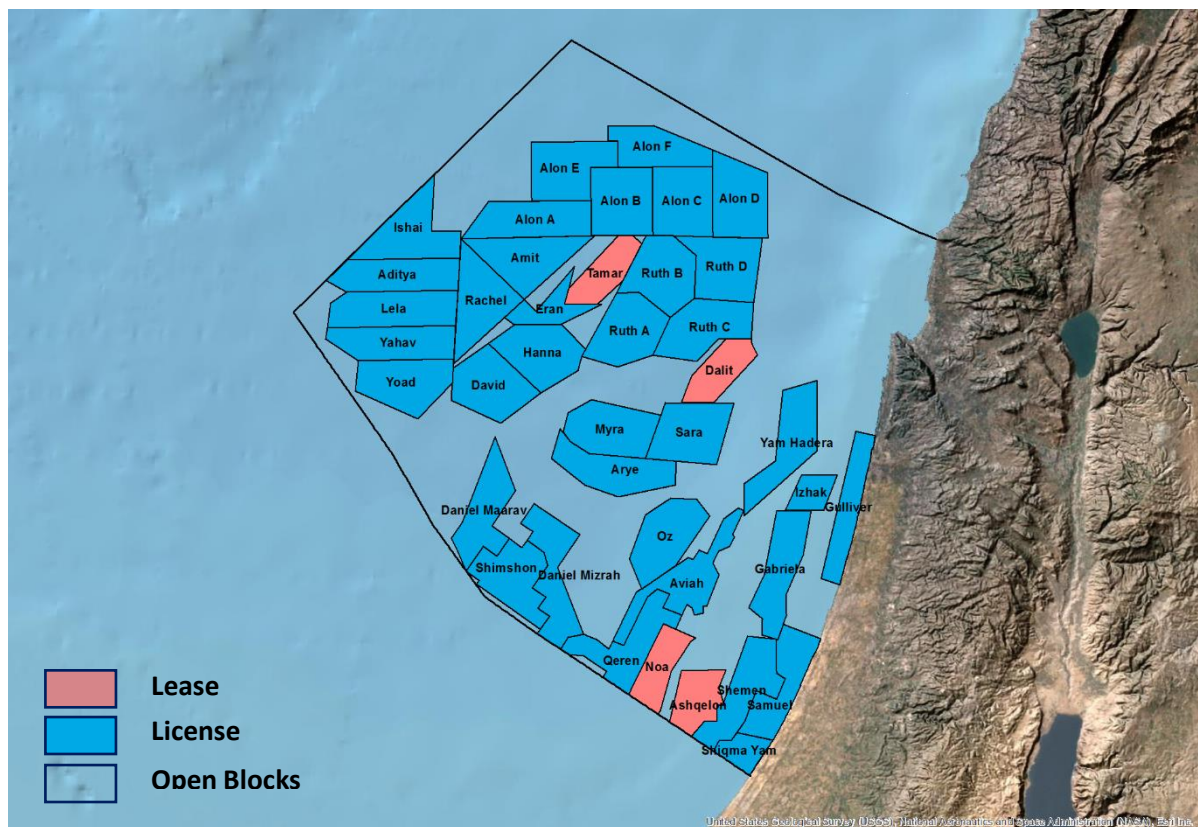 Alon F
Alon E
Alon B
Alon C
Alon D
Alon A
Ishai
Amit
Aditya
Tamar
Ruth B
Ruth D
Rachel
Lela
Eran
Ruth A
Ruth C
Yahav
Hanna
Dalit
Yoad
David
Myra
Sara
Yam Hadera
Arye
Izhak
Gulliver
Daniel Maarav
Oz
Shimshon
Daniel Mizrah
Aviah
Gabriela
Qeren
Noa
Shemen
Ashqelon
Samuel
Shiqma Yam
Lease
License
Open Blocks
United States Geological Survey (USGS), National Aeronautics and Space Administration (NASA), Esri Inc.